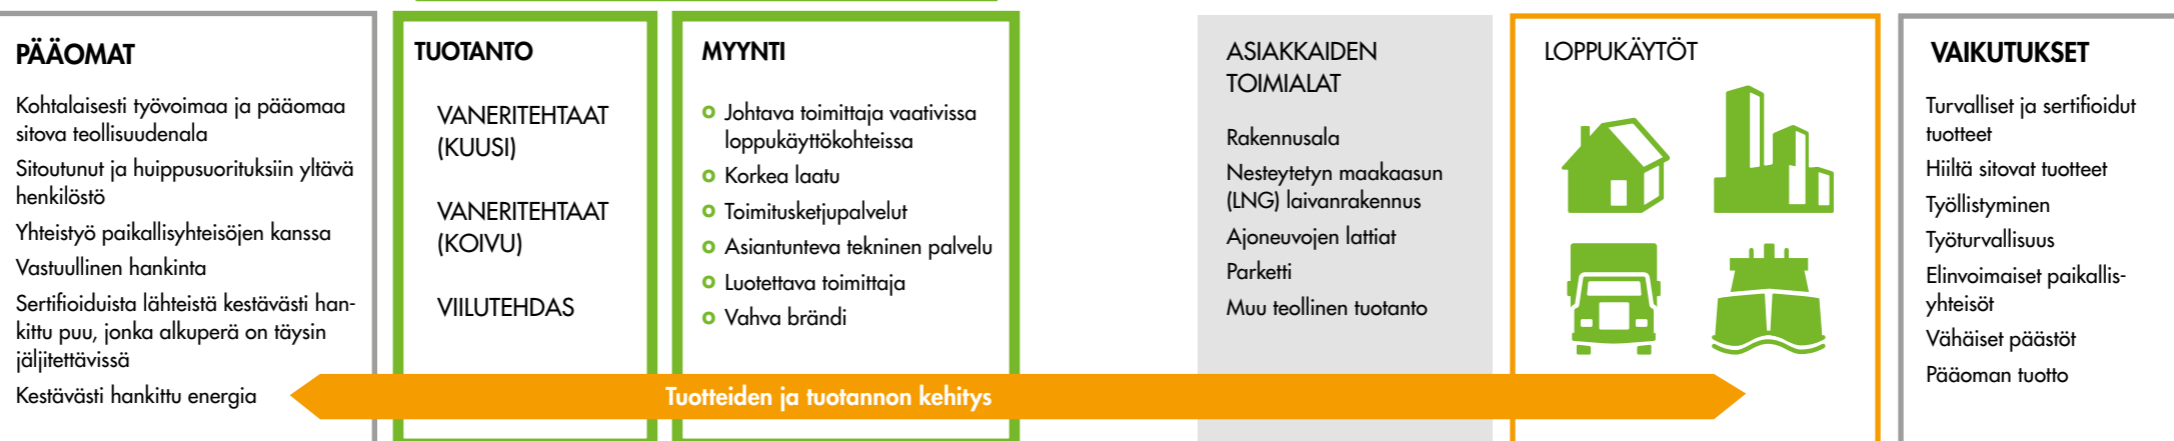 PÄÄOMAT
Kohtalaisesti työvoimaa ja pääomaa
sitova teollisuudenala
Sitoutunut ja huippusuorituksiin yltävä
henkilöstö
Yhteistyö paikallisyhteisöjen kanssa
Vastuullinen hankinta
Sertifioiduista lähteistä kestävästi han-
kittu puu, jonka alkuperä on täysin
jäljitettävissä
Kestävästi hankittu energia
TUOTANTO
VANERITEHTAAT
(KUUSI)
VANERITEHTAAT
(KOIVU)
VIILUTEHDAS
MYYNTI
Johtava toimittaja vaativissa
loppukäyttökohteissa
Korkea laatu
Toimitusketjupalvelut
Asiantunteva tekninen palvelu
Luotettava toimittaja
Vahva brändi
ASIAKKAIDEN
TOIMIALAT
Rakennusala
Nesteytetyn maakaasun
(LNG) laivanrakennus
Ajoneuvojen lattiat
Parketti
Muu teollinen tuotanto
LOPPUKÄYTÖT
VAIKUTUKSET
Turvalliset ja sertifioidut
tuotteet
Hiiltä sitovat tuotteet
Työllistyminen
Työturvallisuus
Elinvoimaiset paikallis-
yhteisöt
Vähäiset päästöt
Pääoman tuotto
Tuotteiden ja tuotannon kehitys